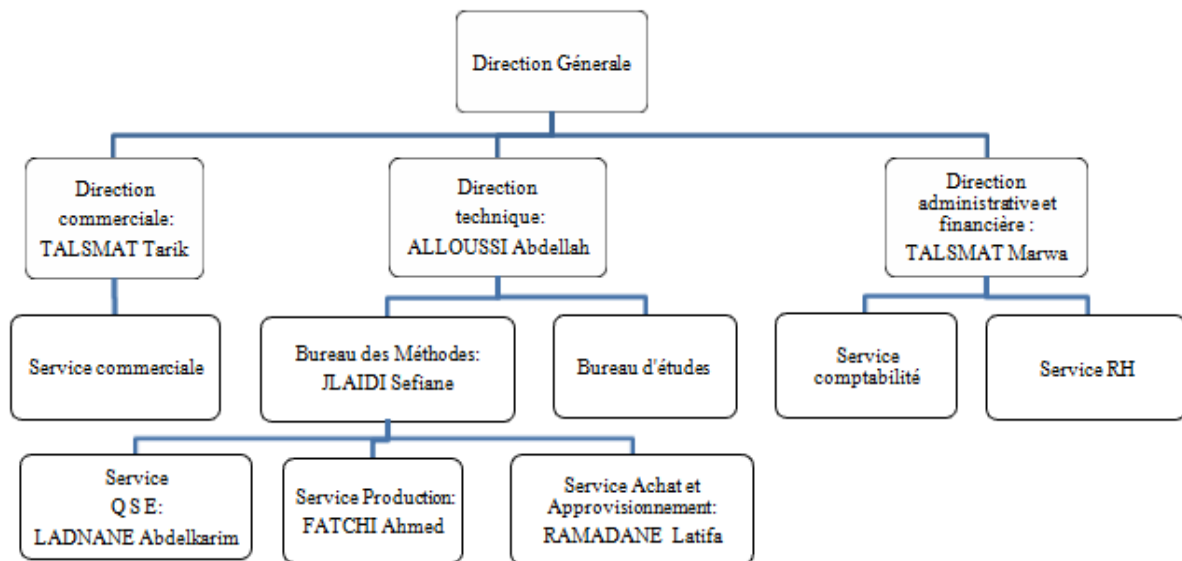 Direction Génerale
Direction
commerciale:
TALSMAT Tarik
Direction
technique:
ALLOUSSI Abdellah
Direction
administrative et
financière :
TALSMAT Marwa
Service commerciale
Bureau des Méthodes:
JLAIDI Sefiane
Bureau d'études
Service
comptabilité
Service RH
Service
Q S E:
LADNANE Abdelkarim
Service Production:
FATCHI Ahmed
Service Achat et
Approvisionnement:
RAMADANE Latifa